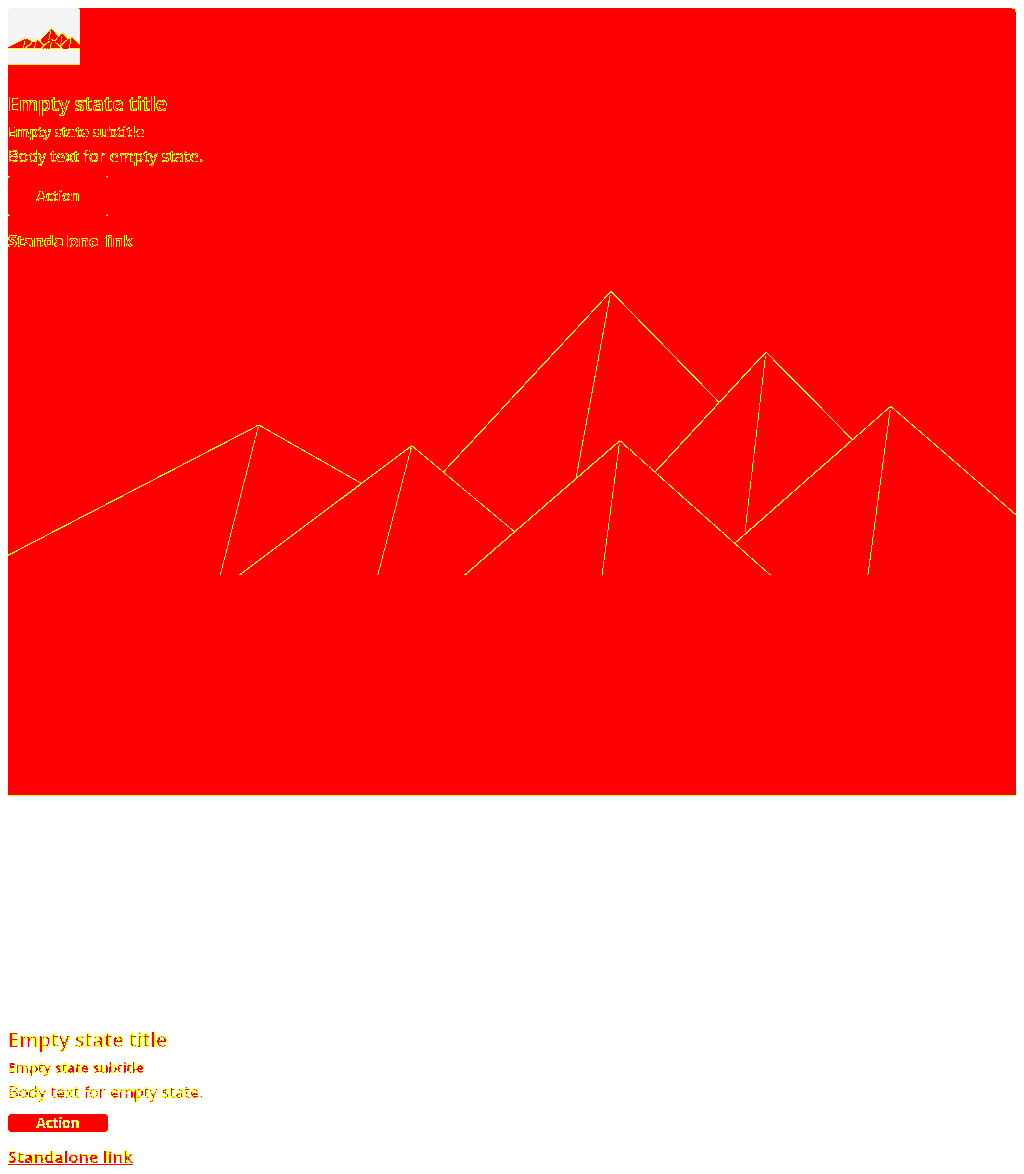 Empty state title
Empty state subtitle
Body text for empty state.
Action
Standalone link
Empty state title
Empty state subtitle
Body text for empty state.
Action
Standalone link